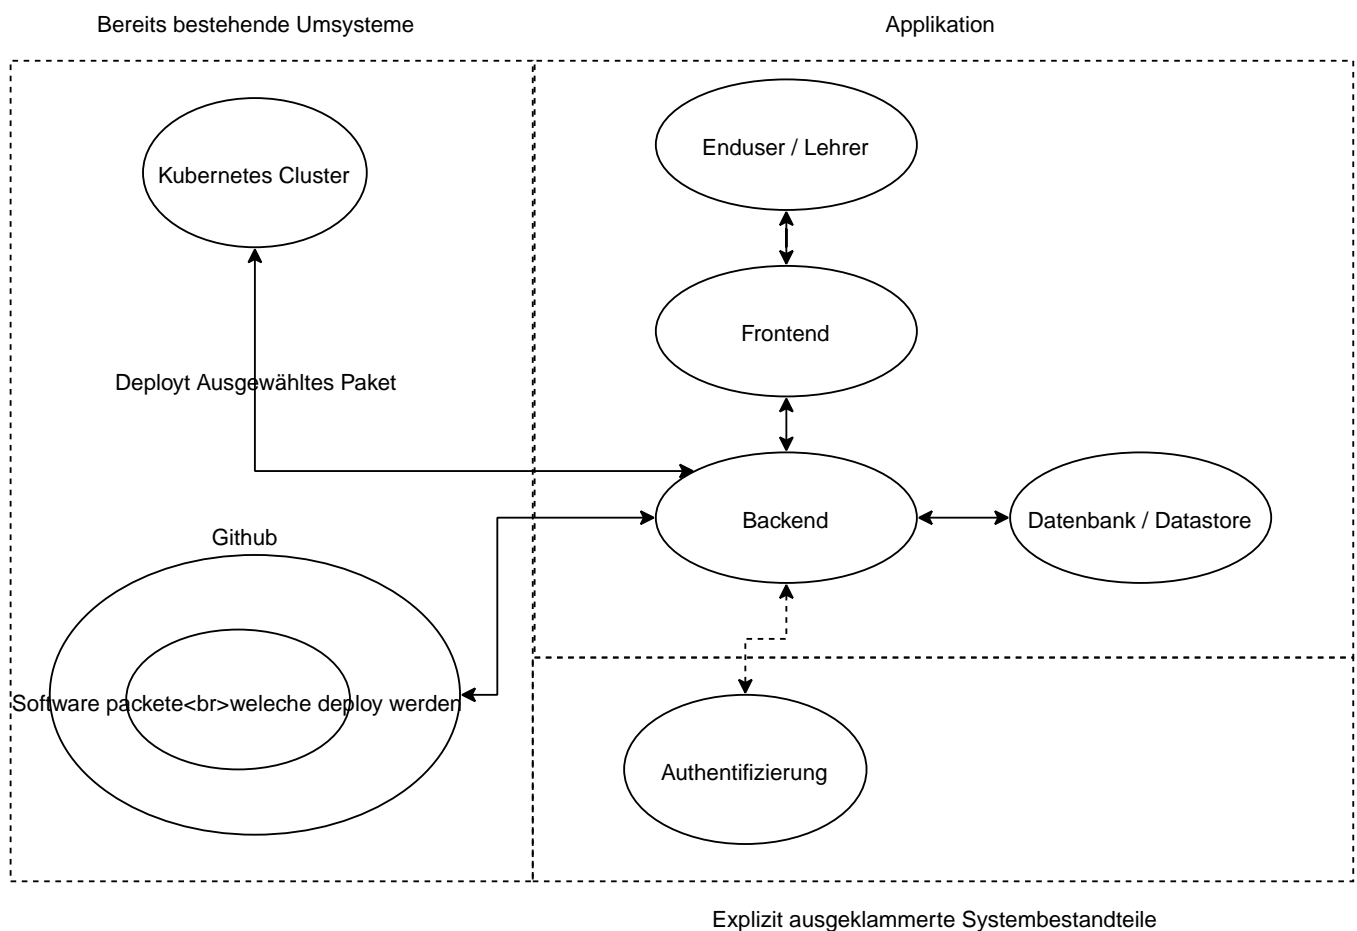 Bereits bestehende Umsysteme
Applikation
Kubernetes Cluster
Enduser / Lehrer
Frontend
Deployt Ausgewähltes Paket
Backend
Datenbank / Datastore
Github
Software packete<br>weleche deploy werden
Authentifizierung
Explizit ausgeklammerte Systembestandteile